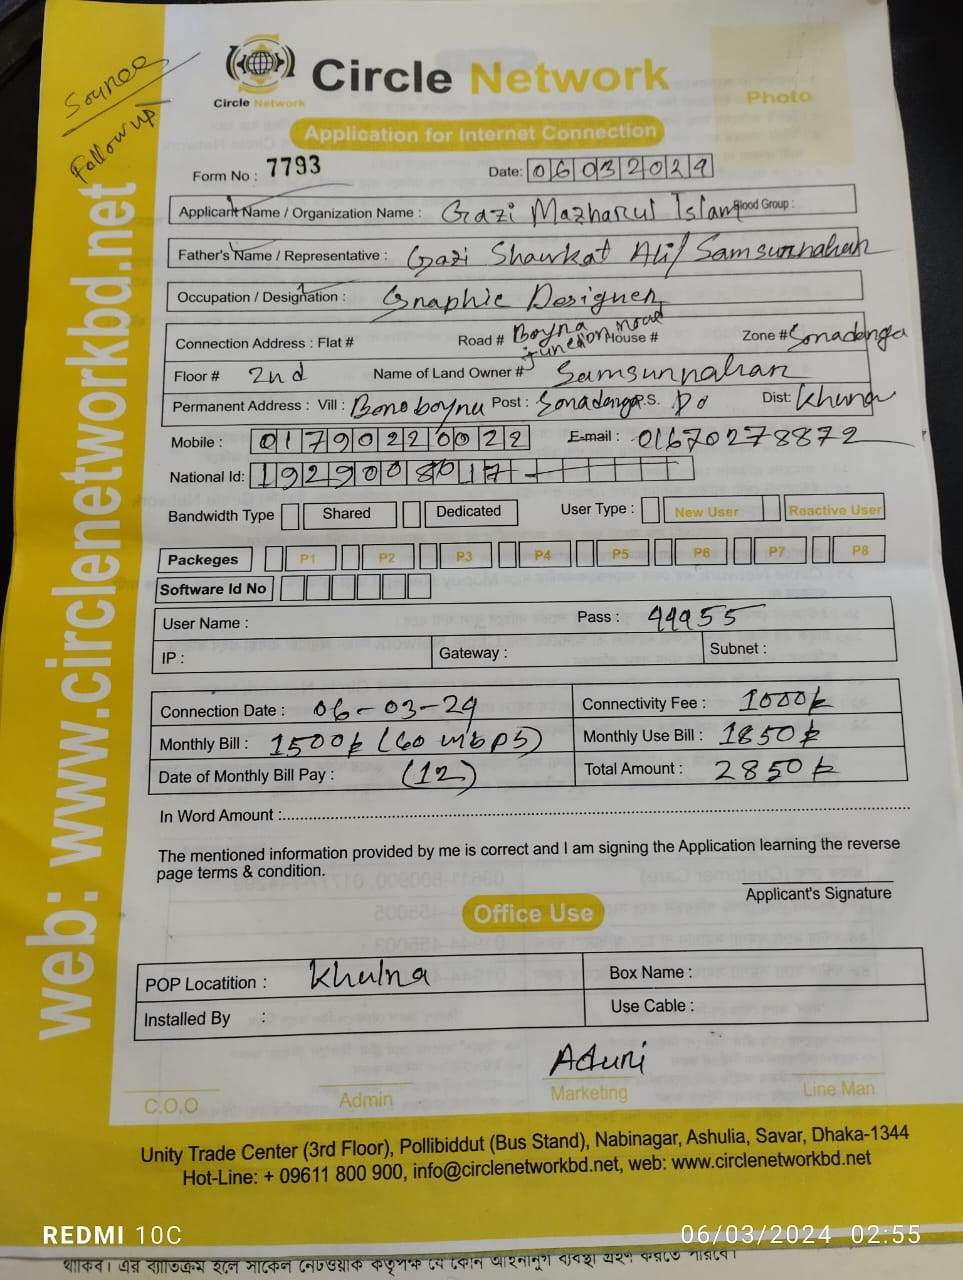 Source
Follow up
Circle Network
Circle Network
Photo
Application for Internet Connection
Form No : 7793
Date: 06032024
Applicant Name / Organization Name : Gazi Mazharul Islam Blood Group :
Father's Name / Representative : Gazi Shawkat Ali/ Samsunnahar
Occupation / Designation : Graphic Designer
Connection Address : Flat # Road # Boyra Junction road House # Zone # Sonadanga
Floor # 2nd Name of Land Owner # Samsunnahar
Permanent Address : Vill : Post : Sonadanga P.S. Do Dist: Khulna
Mobile : 01790220022 E-mail : 01670278872
National Id:
Bandwidth Type Shared Dedicated User Type : New User Reactive User
Packeges P1 P2 P3 P4 P5 P6 P7 P8
Software Id No
User Name : Pass : 44955
IP : Gateway : Subnet :
Connection Date : 06-03-24 Connectivity Fee : 1000৳
Monthly Bill : 1500৳ (60 mbps) Monthly Use Bill : 1850৳
Date of Monthly Bill Pay : (12) Total Amount : 2850৳
In Word Amount :
The mentioned information provided by me is correct and I am signing the Application learning the reverse
page terms & condition.
Applicant's Signature
Office Use
POP Locatition : Khulna Box Name :
Installed By : Use Cable :
C.O.O Admin Marketing Line Man
Unity Trade Center (3rd Floor), Pollibiddut (Bus Stand), Nabinagar, Ashulia, Savar, Dhaka-1344
Hot-Line: + 09611 800 900, info@circlenetworkbd.net, web: www.circlenetworkbd.net
web: www.circlenetworkbd.net
REDMI 10C 06/03/2024 02:55